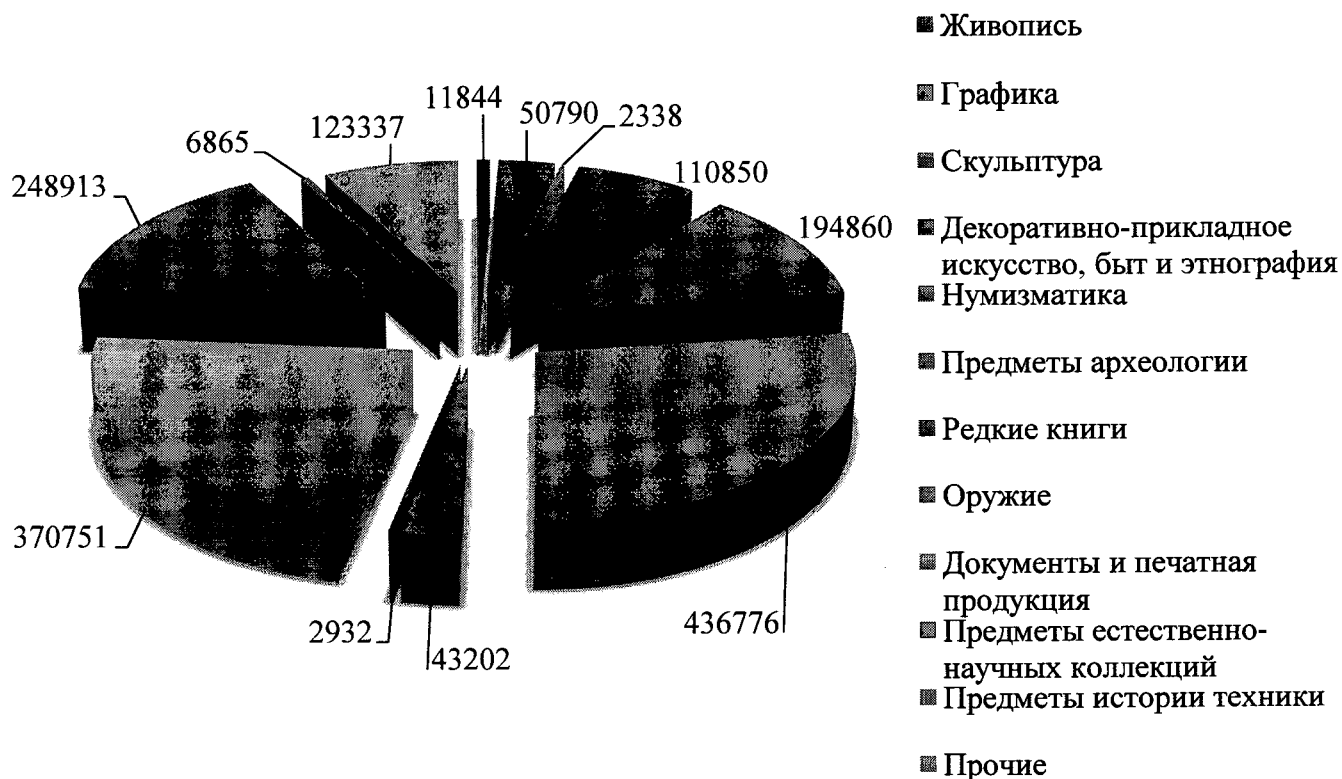 11844
50790
2338
110850
194860
436776
43202
2932
370751
248913
6865
123337
Живопись
Графика
Скульптура
Декоративно-прикладное
искусство, быт и этнография
Нумизматика
Предметы археологии
Редкие книги
Оружие
Документы и печатная
продукция
Предметы естественно-
научных коллекций
Предметы истории техники
Прочие